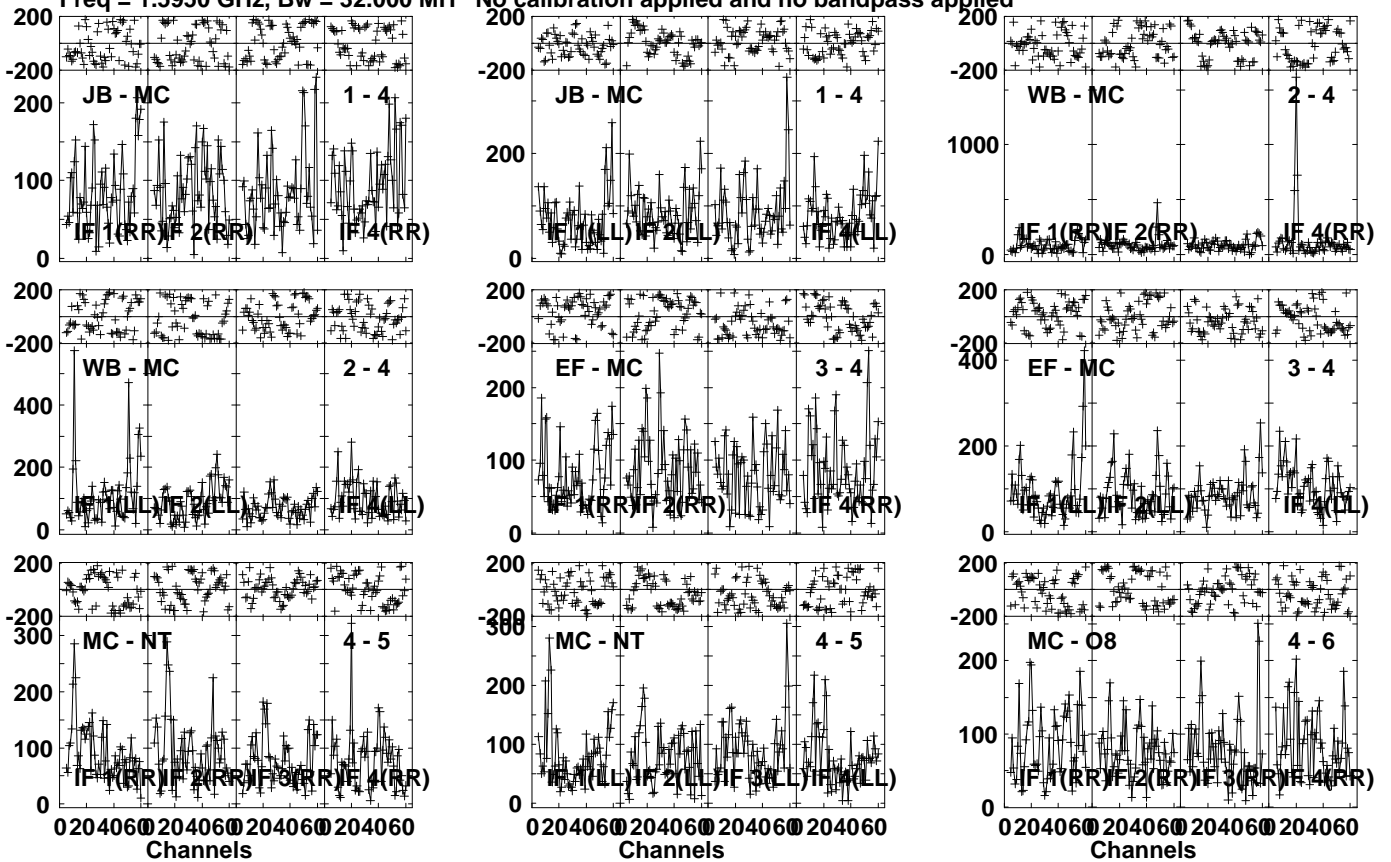 Freq = 1.5950 GHz, Bw = 32.000 MH No calibration applied and no bandpass applied
200
-200
JB - MC 1 - 4
200
100
0
IF 1(RR) IF 2(RR) IF 4(RR)
200
-200
JB - MC 1 - 4
200
0
IF 1(LL) IF 2(LL) IF 4(LL)
200
-200
WB - MC 2 - 4
1000
0
IF 1(RR) IF 2(RR) IF 4(RR)
200
-200
WB - MC 2 - 4
400
200
0
IF 1(LL) IF 2(LL) IF 4(LL)
200
-200
EF - MC 3 - 4
200
100
0
IF 1(RR) IF 2(RR) IF 4(RR)
200
-200
EF - MC 3 - 4
400
200
0
IF 1(LL) IF 2(LL) IF 4(LL)
200
-200
MC - NT 4 - 5
300
200
100
0
IF 1(RR) IF 2(RR) IF 3(RR) IF 4(RR)
0 20 40 60 0 20 40 60 0 20 40 60 0 20 40 60
Channels
200
-200
MC - NT 4 - 5
300
200
100
0
IF 1(LL) IF 2(LL) IF 3(LL) IF 4(LL)
0 20 40 60 0 20 40 60 0 20 40 60 0 20 40 60
Channels
200
-200
MC - O8 4 - 6
200
100
0
IF 1(RR) IF 2(RR) IF 3(RR) IF 4(RR)
0 20 40 60 0 20 40 60 0 20 40 60 0 20 40 60
Channels